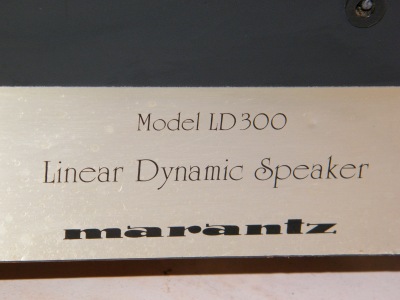 Model LD300
Linear Dynamic Speaker
marantz